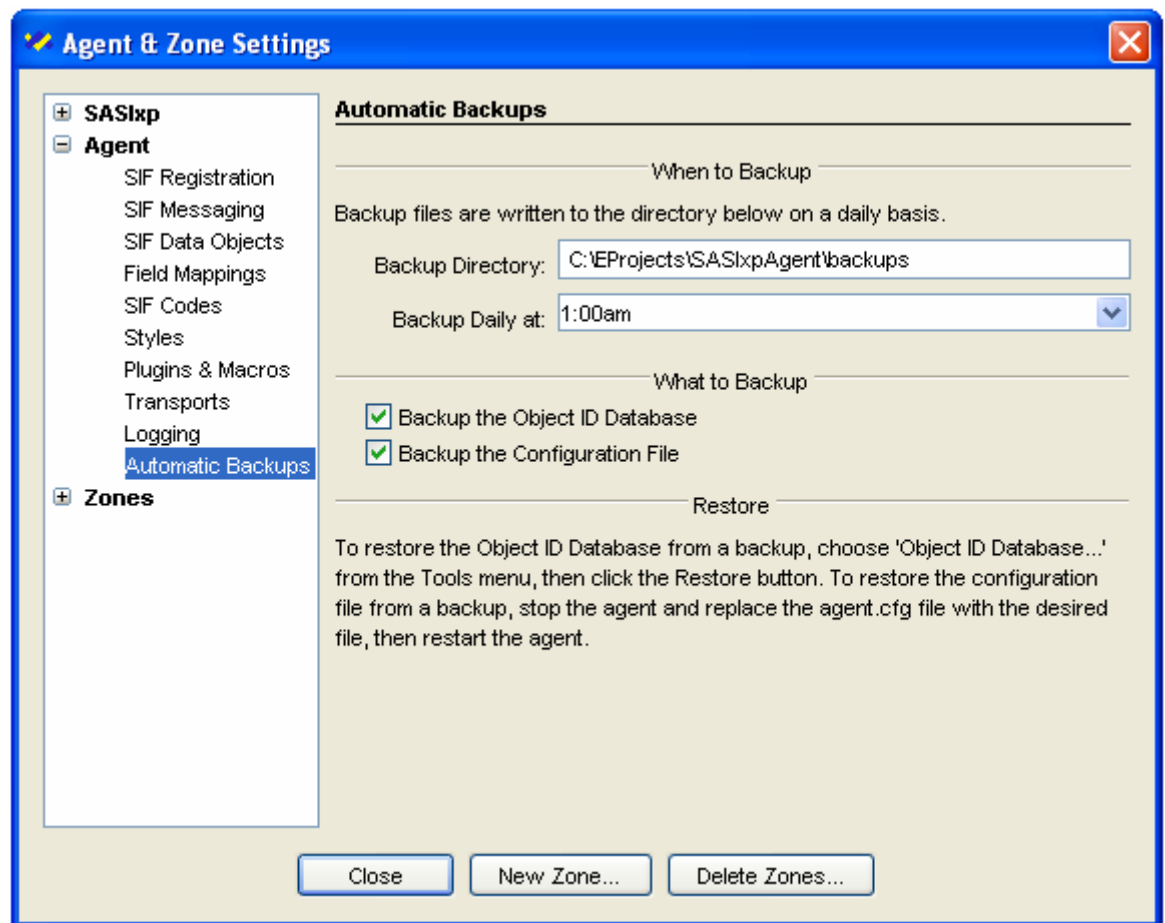 Agent & Zone Settings
SASIxp
Agent
SIF Registration
SIF Messaging
SIF Data Objects
Field Mappings
SIF Codes
Styles
Plugins & Macros
Transports
Logging
Automatic Backups
Zones
Automatic Backups
When to Backup
Backup files are written to the directory below on a daily basis.
Backup Directory: C:\EProjects\SASIxpAgent\backups
Backup Daily at: 1:00am
What to Backup
Backup the Object ID Database
Backup the Configuration File
Restore
To restore the Object ID Database from a backup, choose 'Object ID Database...'
from the Tools menu, then click the Restore button. To restore the configuration
file from a backup, stop the agent and replace the agent.cfg file with the desired
file, then restart the agent.
Close New Zone... Delete Zones...